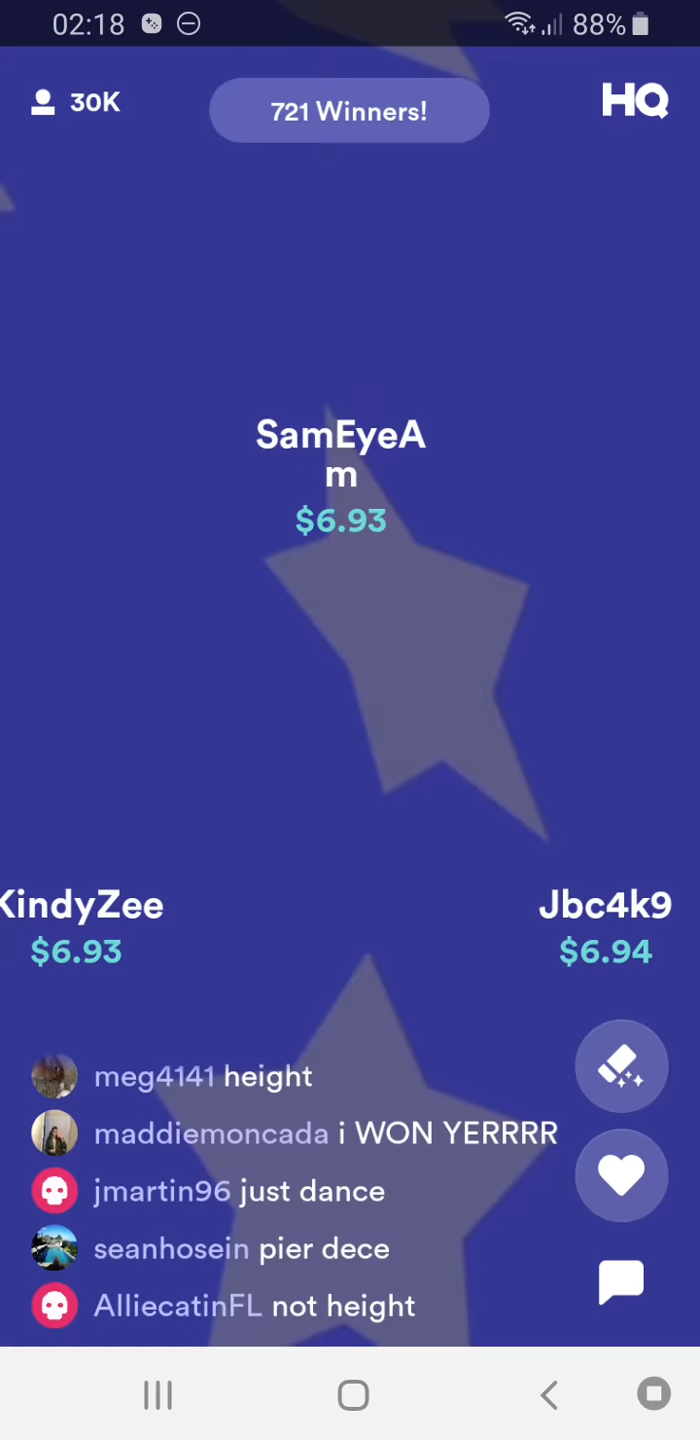 02:18
88%
30K
721 Winners!
HQ
SamEyeA
m
$6.93
KindyZee
$6.93
Jbc4k9
$6.94
meg4141 height
maddiemoncada i WON YERRRR
jmartin96 just dance
seanhosein pier dece
AlliecatinFL not height